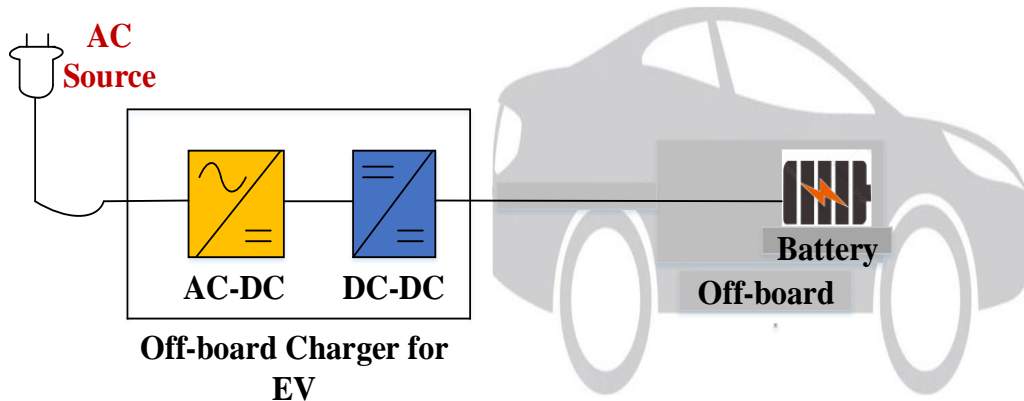 AC
Source
AC-DC
DC-DC
Battery
Off-board
Off-board Charger for
EV